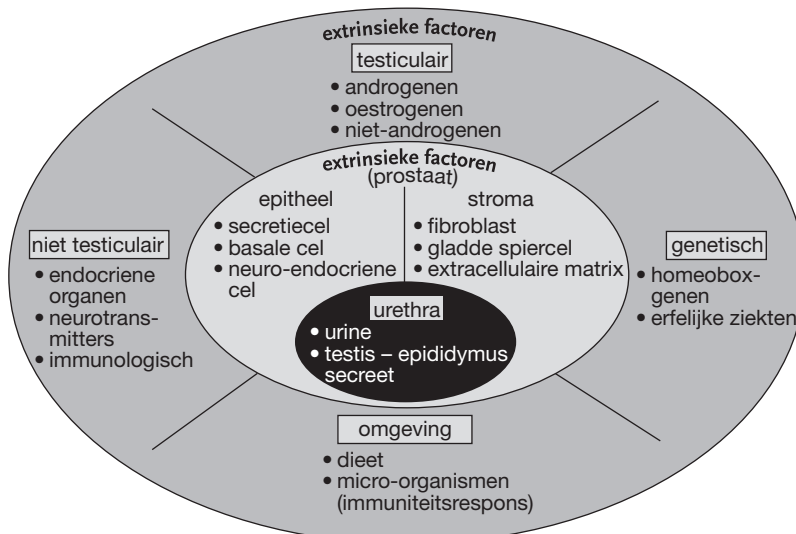 extrinsieke factoren
testiculair
• androgenen
• oestrogenen
• niet-androgenen
extrinsieke factoren
(prostaat)
epitheel
• secretiecel
• basale cel
• neuro-endocriene
cel
stroma
• fibroblast
• gladde spiercel
• extracellulaire matrix
niet testiculair
• endocriene
organen
• neurotrans-
mitters
• immunologisch
genetisch
• homeobox-
genen
• erfelijke ziekten
urethra
• urine
• testis – epididymus
secreet
omgeving
• dieet
• micro-organismen
(immuniteitsrespons)